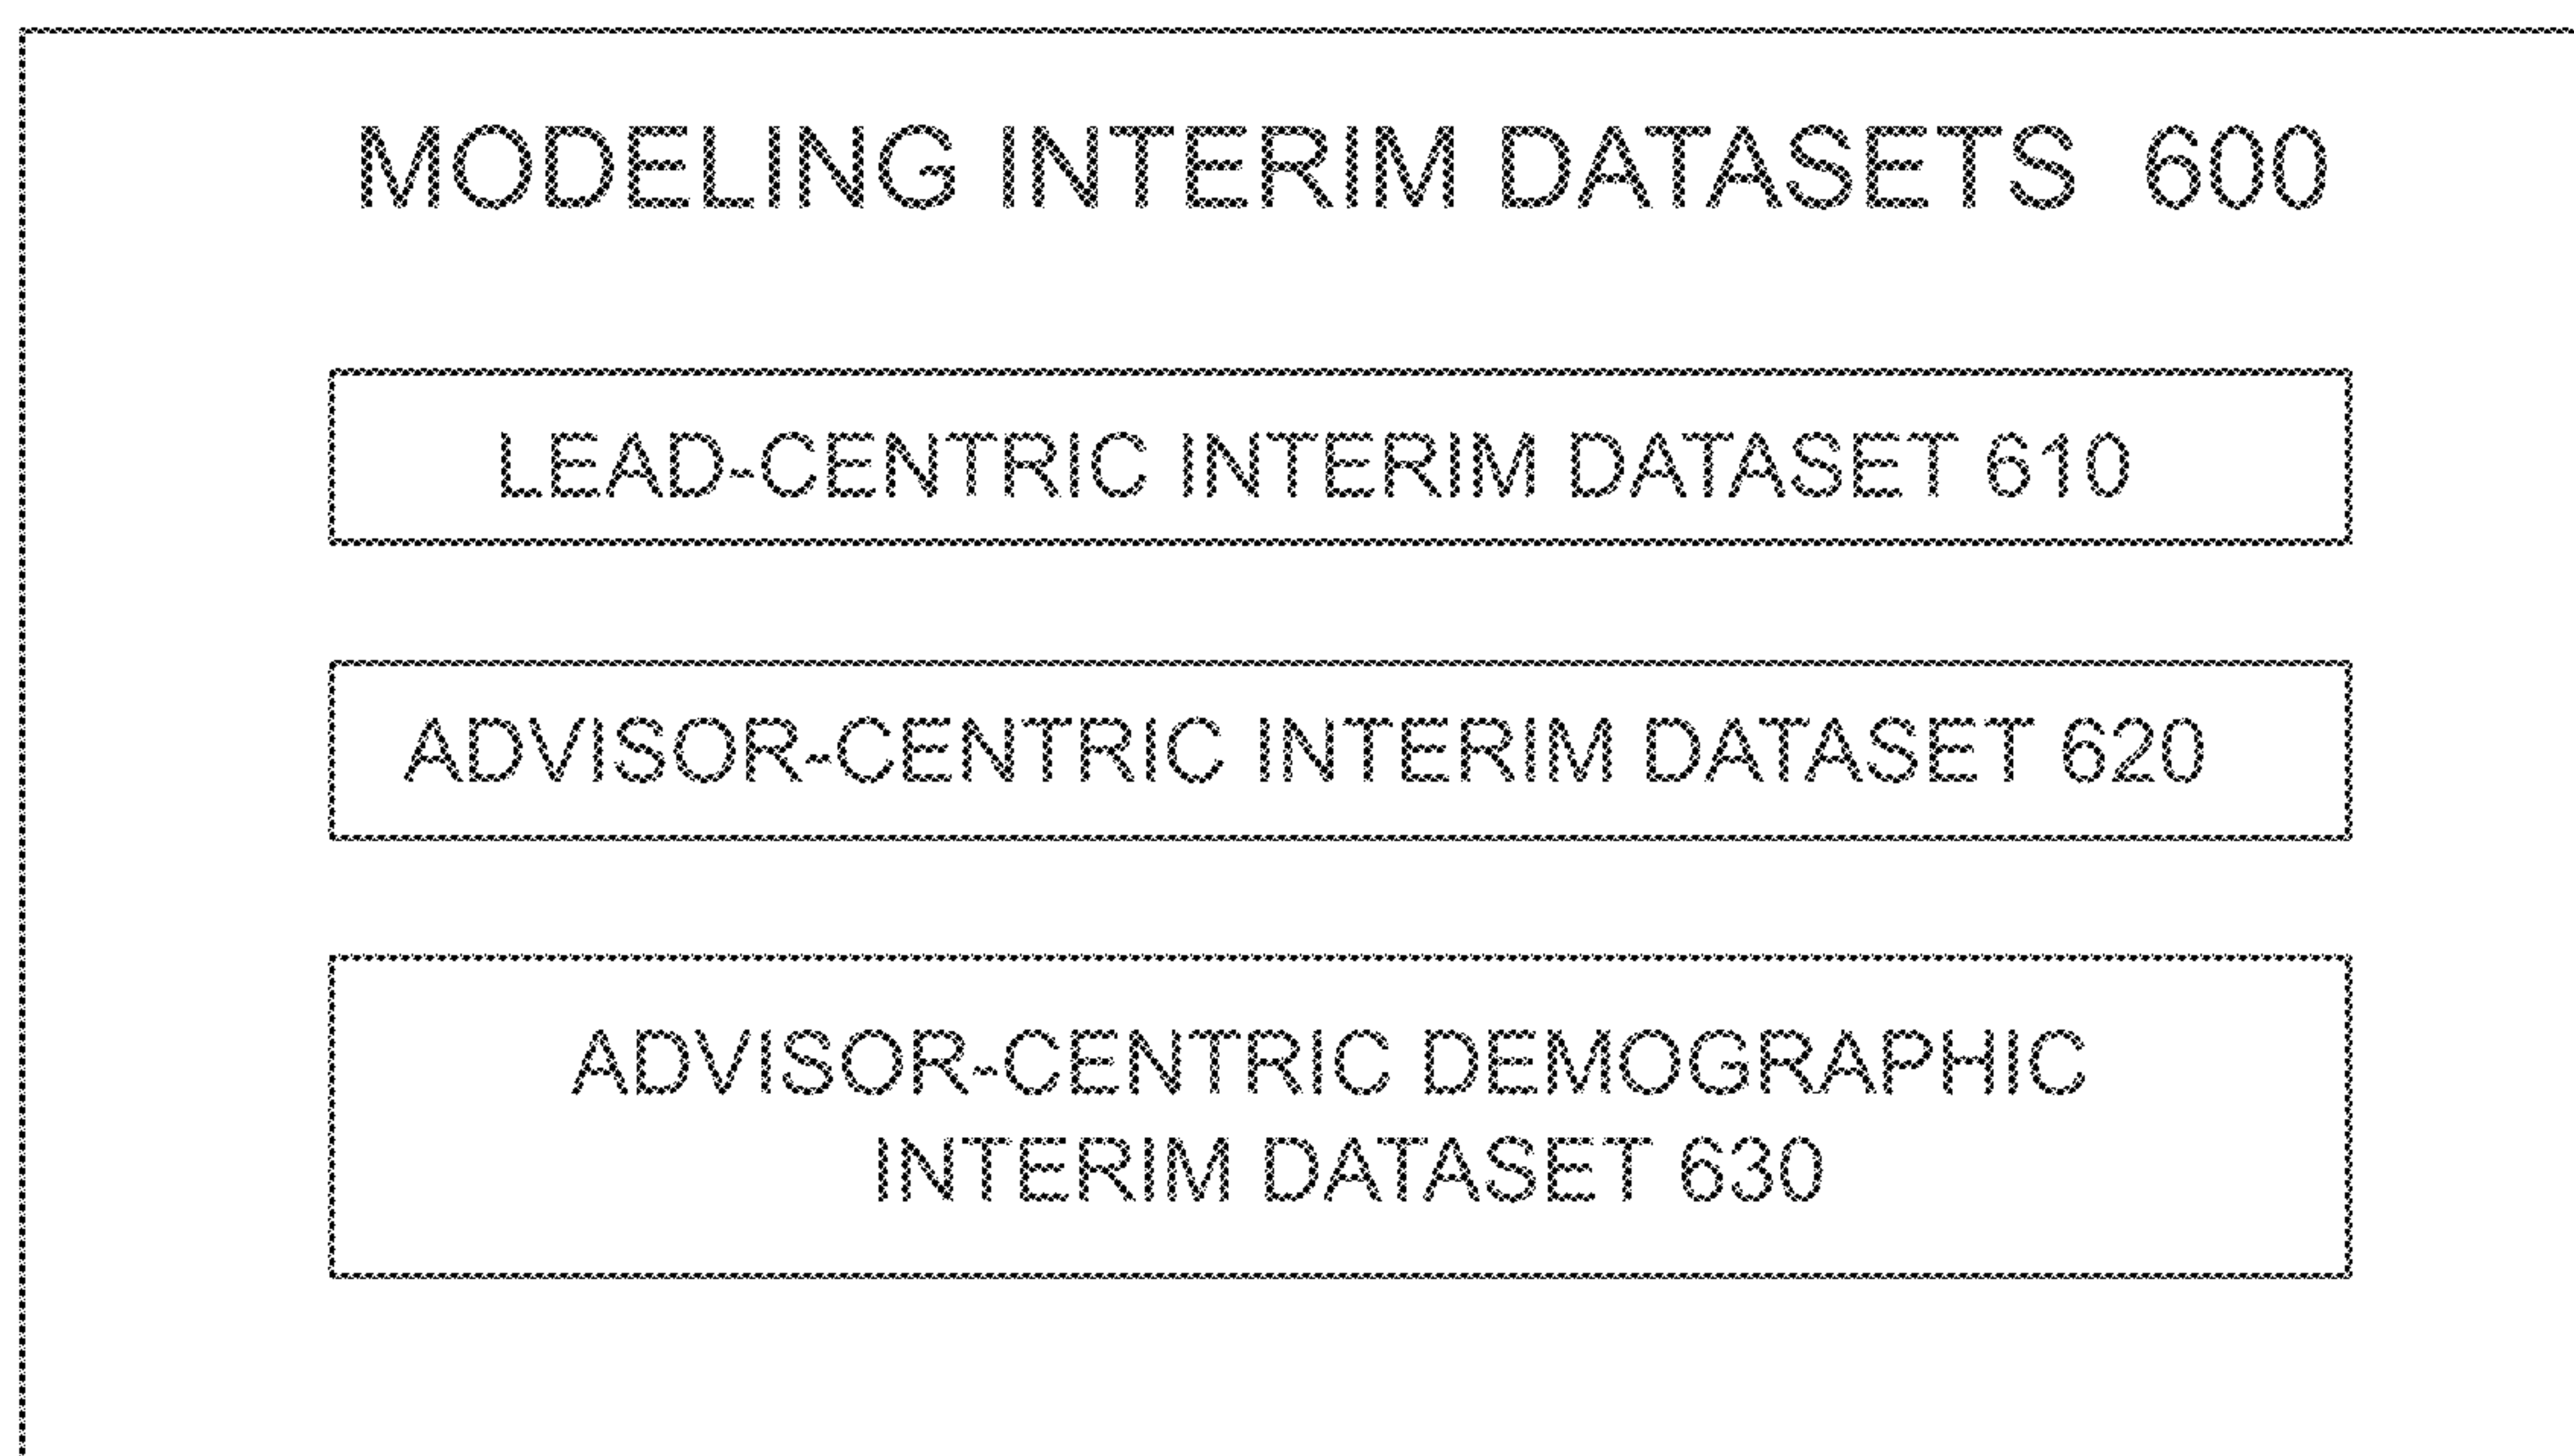 MODELING INTERIM DATASETS 600
LEAD-CENTRIC INTERIM DATASET 610
ADVISOR-CENTRIC INTERIM DATASET 620
ADVISOR-CENTRIC DEMOGRAPHIC
INTERIM DATASET 630